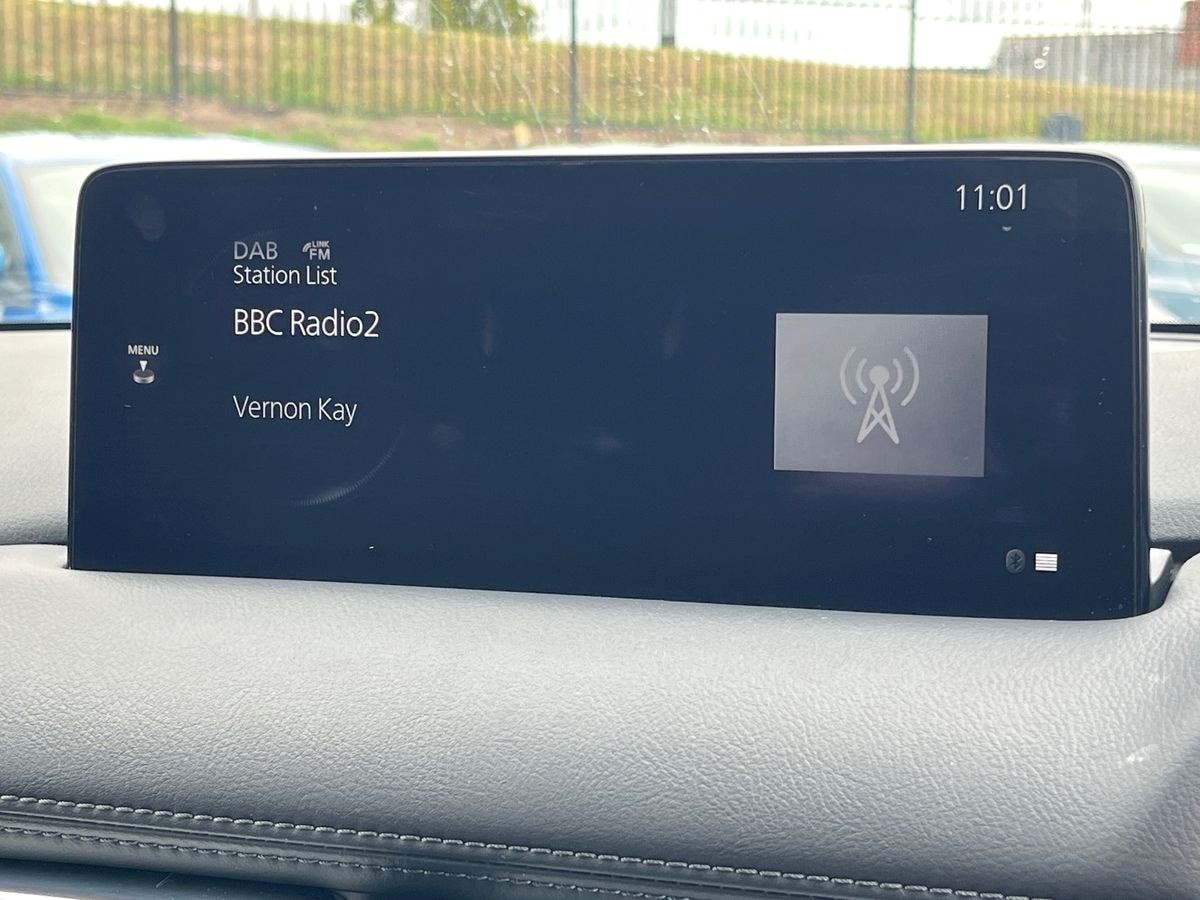 11:01
DAB LINK FM
Station List
BBC Radio2
MENU
Vernon Kay